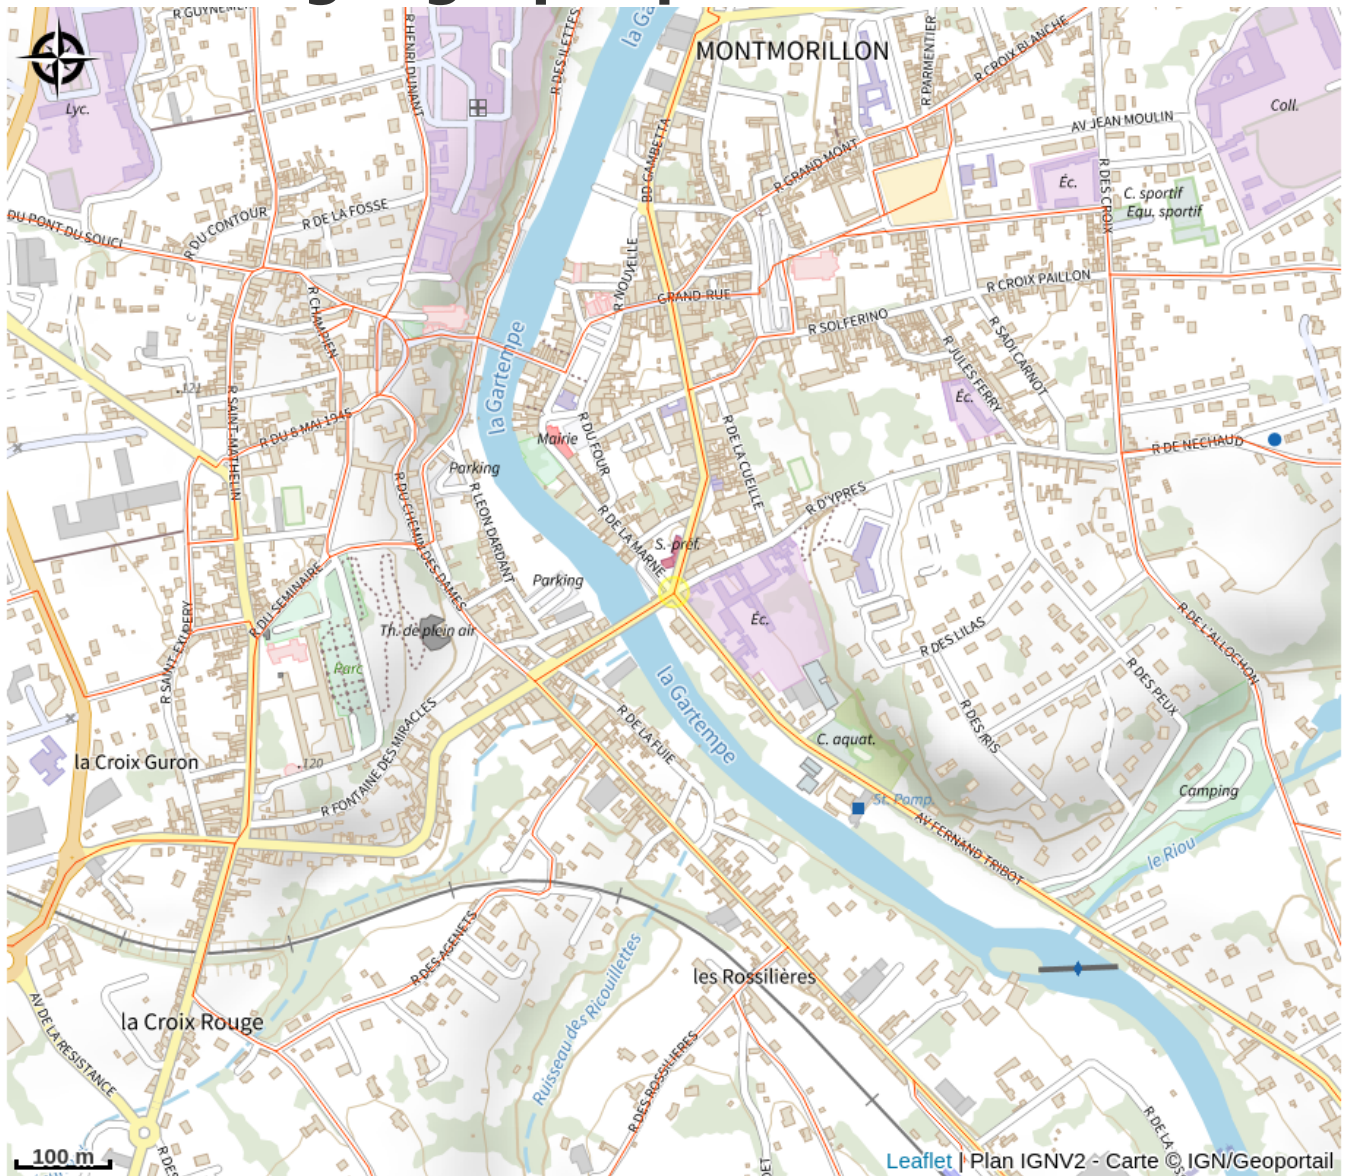 MONTMORILLON
R GUYNEMER
R HENRI DUNANT
R DES ILETTES
la Ga
R PARMENTIER
R CROIX BLANCHE
Lyc.
Coll.
AV JEAN MOULIN
BD GAMBETTA
R GRAND MONT
Éc.
R DES CROIX
C. sportif
Equ. sportif
DU PONT DU SOUCI
R DU CONTOUR
R DE LA FOSSE
R NOUVELLE
GRAND-RUE
R CROIX PAILLON
R CHAMPIEN
R SOLFERINO
R SADI CARNOT
R JULES FERRY
la Gartempe
.121
R SAINT-MATHELIN
R DU 8 MAI 1945
Éc.
Mairie
R DU FOUR
R DE LA CUEILLE
R DE NECHAUD
Parking
R LEON DARDANT
R DU CHEMIN DES DAMES
R D'YPRES
R DE LA MARNE
S.-préf.
Parking
R DU SEMINAIRE
R SAINT-EXUPERY
Th. de plein air
Éc.
R DES LILAS
R DE L'ALLOCHON
Parc
R DES PEUX
la Gartempe
R DES IRIS
R DE LA FUIE
C. aquat.
la Croix Guron
.120
R FONTAINE DES MIRACLES
Camping
St. Pomp.
AV FERNAND TRIBOT
le Riou
R DES AGENETS
les Rossilières
Ruisseau des Ricouillettes
la Croix Rouge
AV DE LA RESISTANCE
R DES ROSSILIERES
R DE LA
R DES
100 m
Leaflet | Plan IGNV2 - Carte © IGN/Geoportail